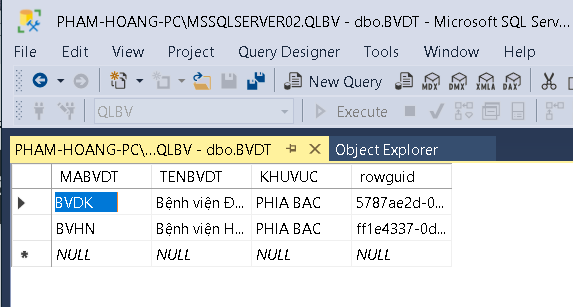 PHAM-HOANG-PC\MSSQLSERVER02.QLBV - dbo.BVDT - Microsoft SQL Serv...
File Edit View Project Query Designer Tools Window Help
New Query MDX DMX XMLA DAX
QLBV Execute
PHAM-HOANG-PC\...QLBV - dbo.BVDT Object Explorer
MABVDT TENBVDT KHUVUC rowguid
BVDK Bệnh viện Đ... PHIA BAC 5787ae2d-0...
BVHN Bệnh viện H... PHIA BAC ff1e4337-0d...
NULL NULL NULL NULL